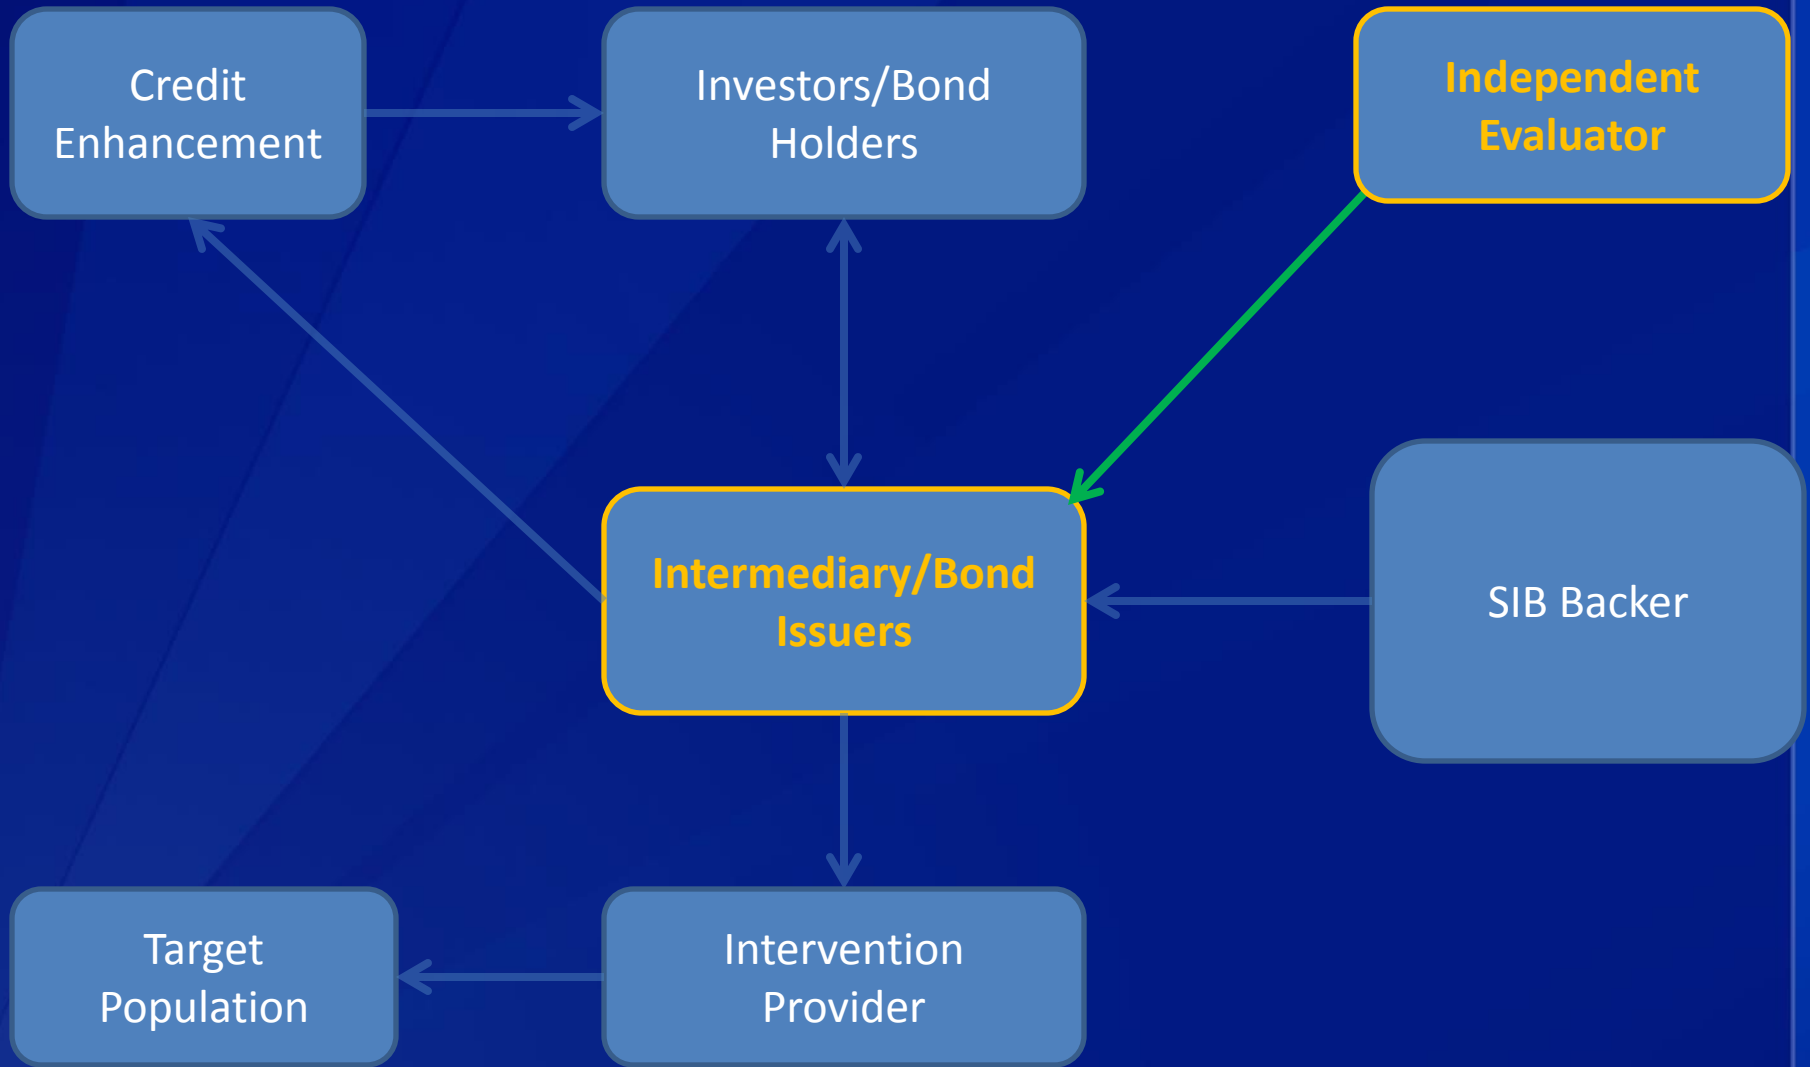 Credit
Enhancement
Investors/Bond
Holders
Independent
Evaluator
Intermediary/Bond
Issuers
SIB Backer
Target
Population
Intervention
Provider